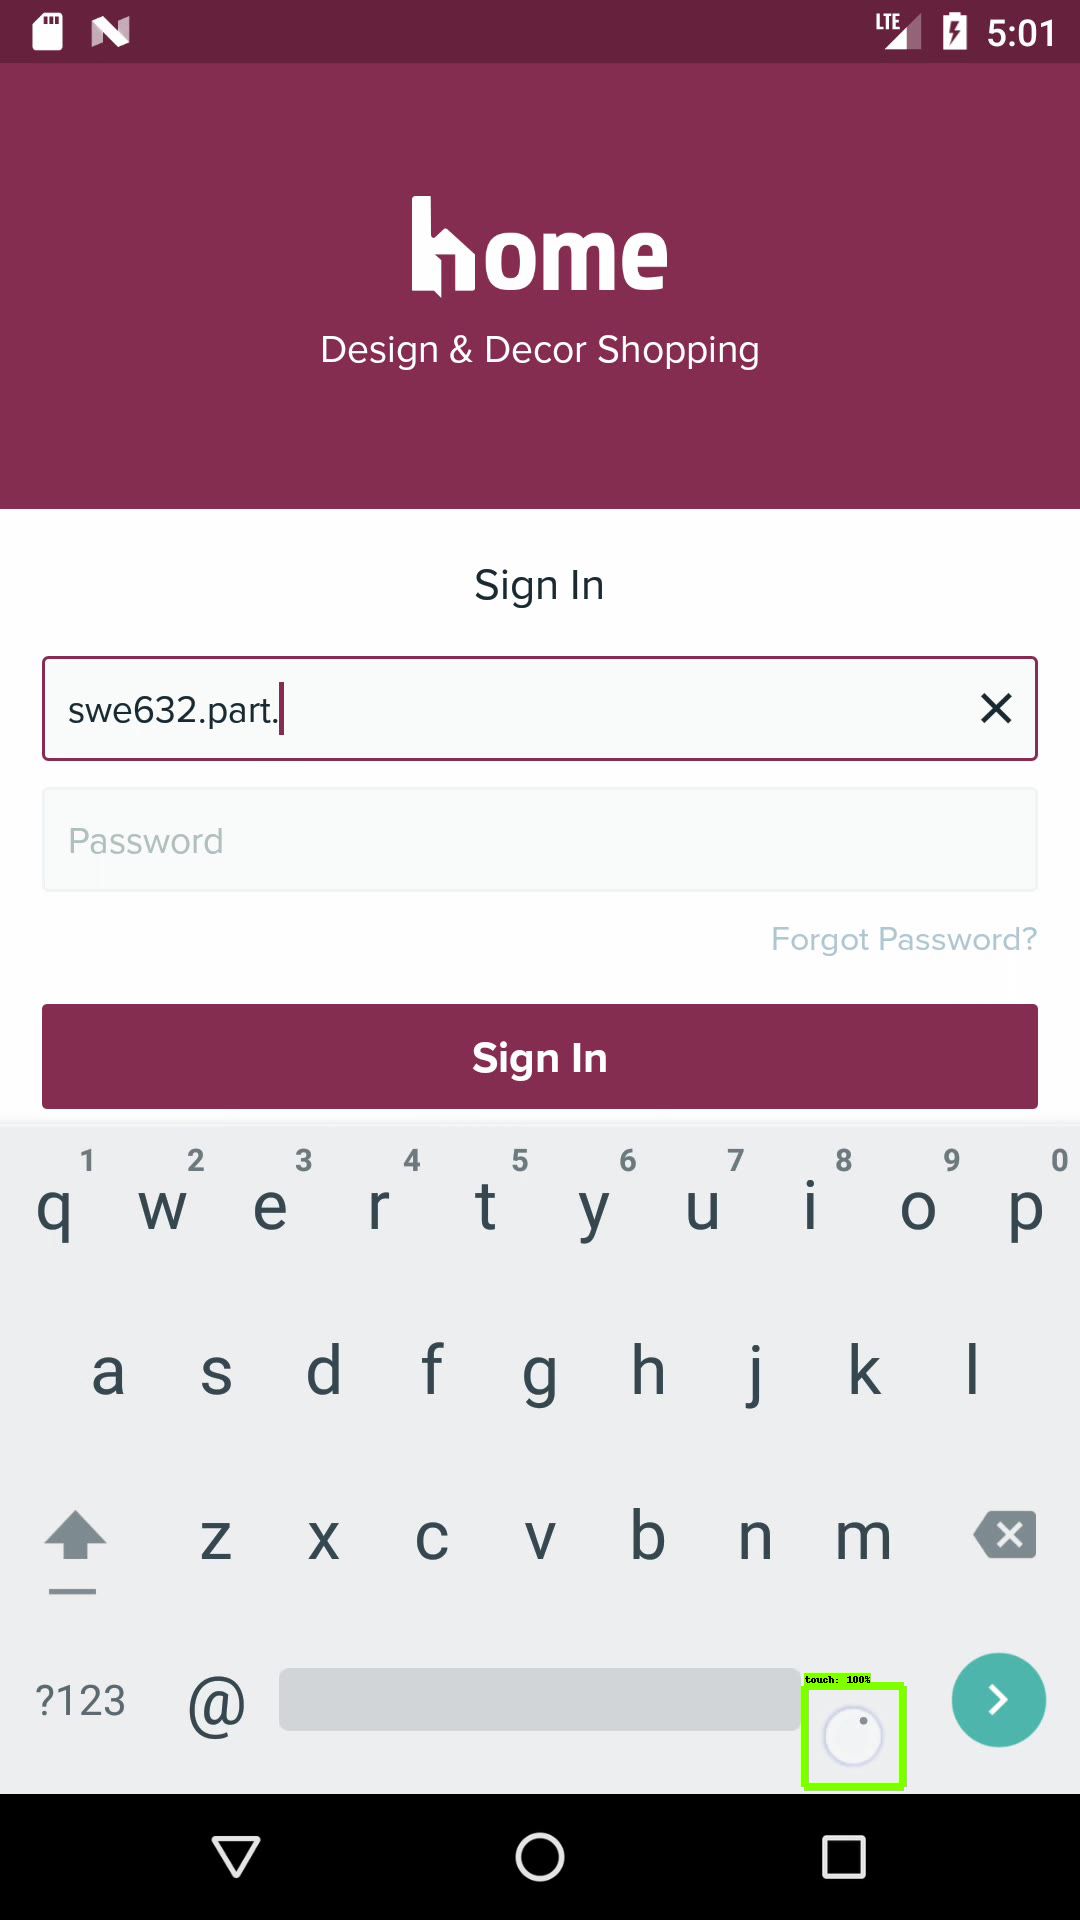 LTE 5:01
home
Design & Decor Shopping
Sign In
swe632.part.
Password
Forgot Password?
Sign In
1 2 3 4 5 6 7 8 9 0
q w e r t y u i o p
a s d f g h j k l
z x c v b n m
touch: 100%
?123 @ .